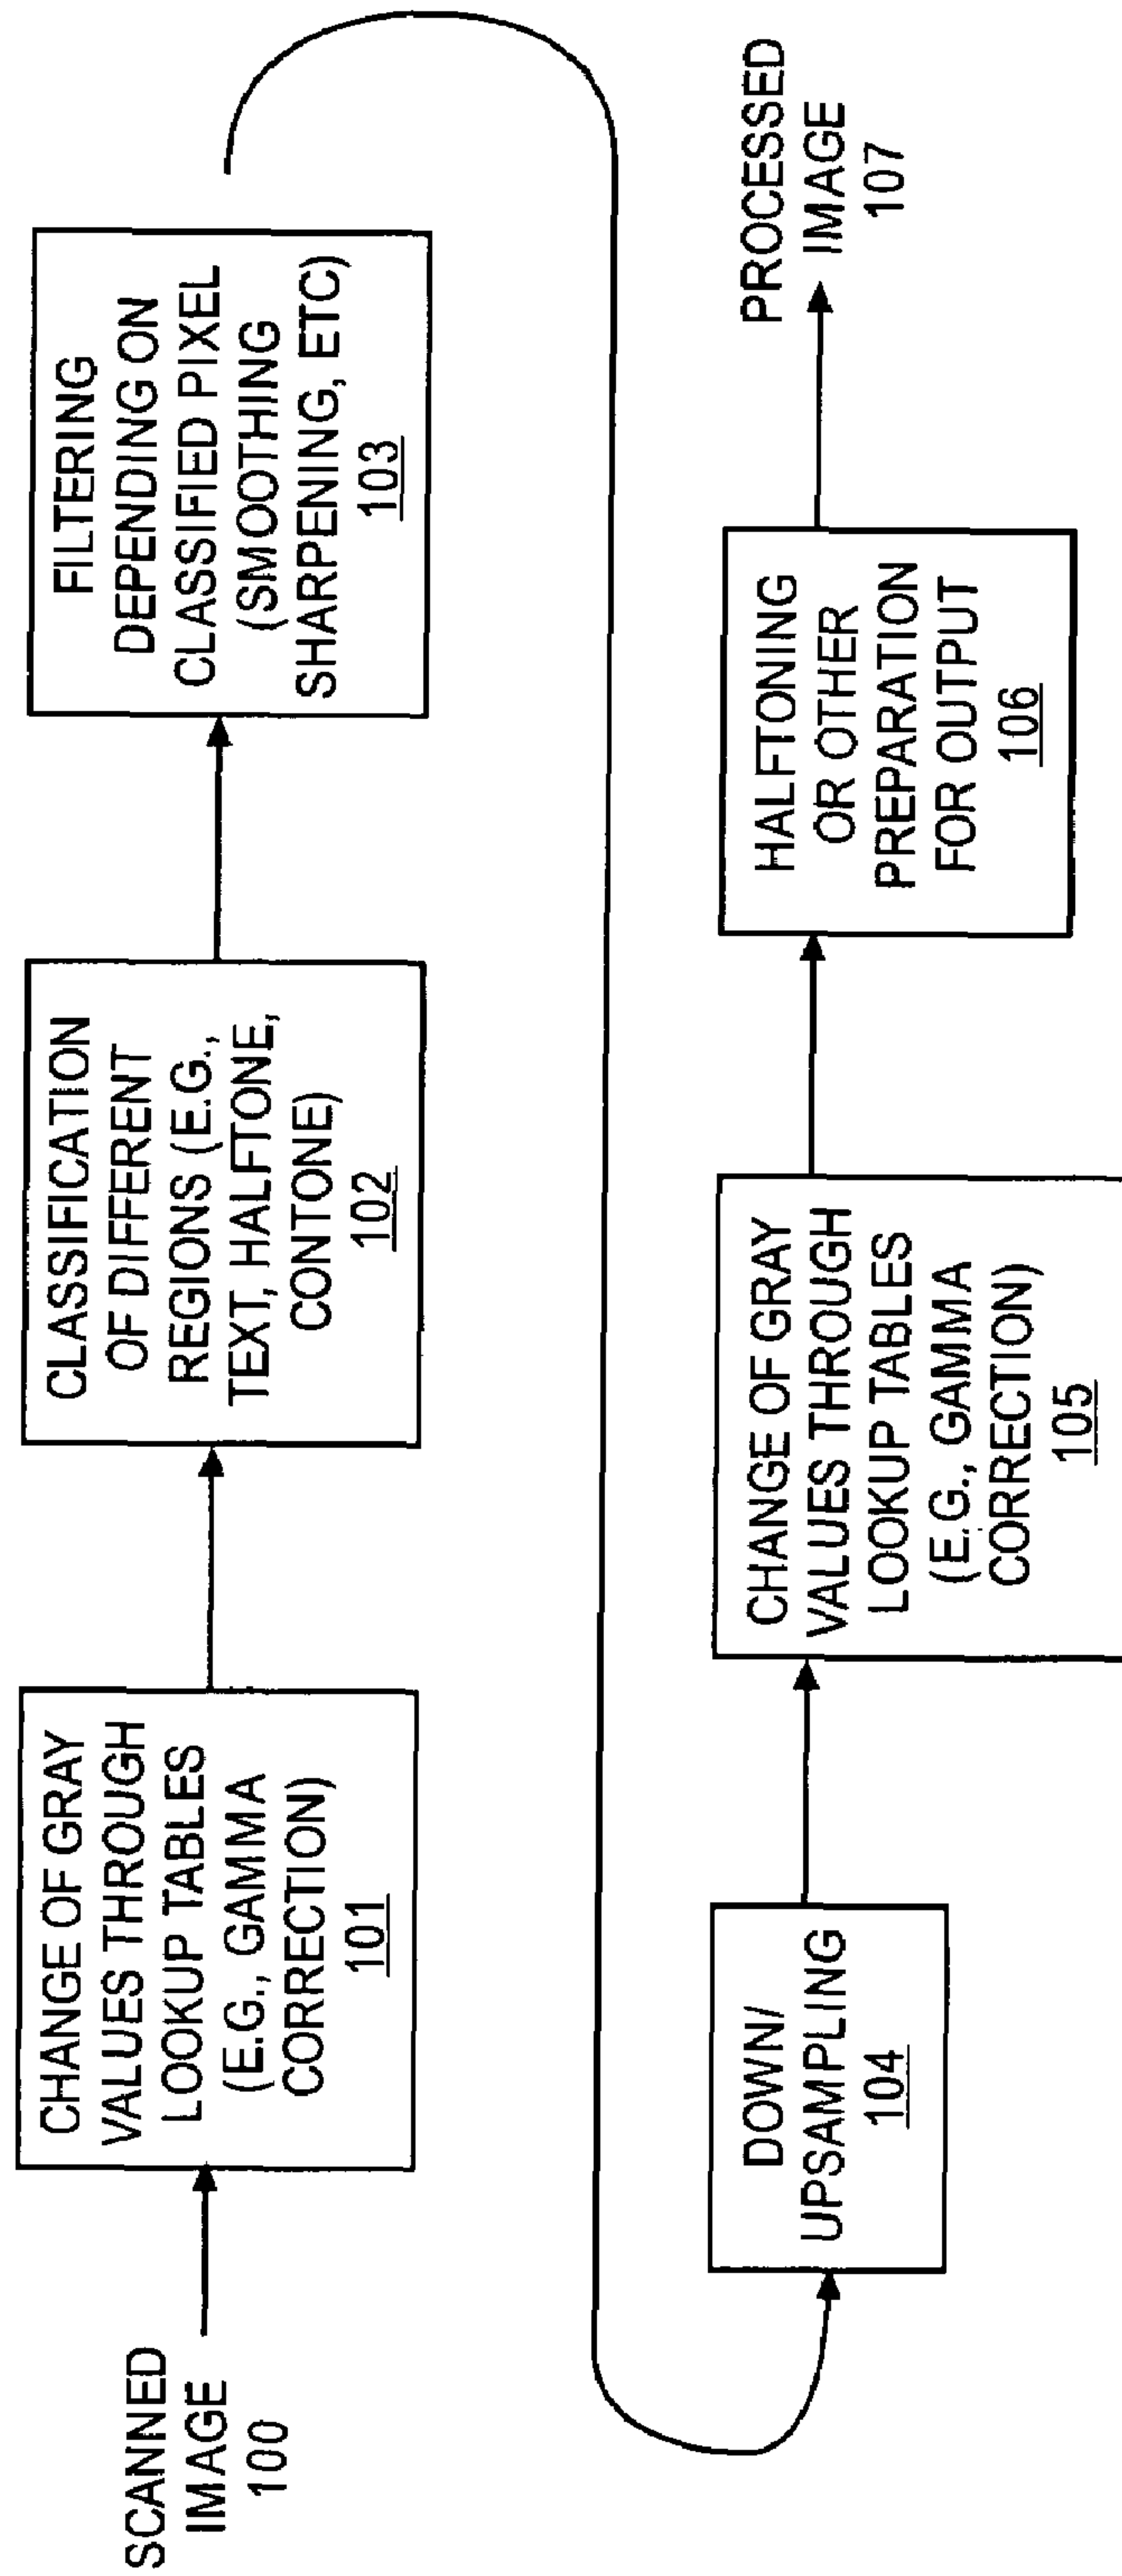 SCANNED
IMAGE
100
CHANGE OF GRAY
VALUES THROUGH
LOOKUP TABLES
(E.G., GAMMA
CORRECTION)
101
CLASSIFICATION
OF DIFFERENT
REGIONS (E.G.,
TEXT, HALFTONE,
CONTONE)
102
FILTERING
DEPENDING ON
CLASSIFIED PIXEL
(SMOOTHING
SHARPENING, ETC)
103
DOWN/
UPSAMPLING
104
CHANGE OF GRAY
VALUES THROUGH
LOOKUP TABLES
(E.G., GAMMA
CORRECTION)
105
HALFTONING
OR OTHER
PREPARATION
FOR OUTPUT
106
PROCESSED
IMAGE
107